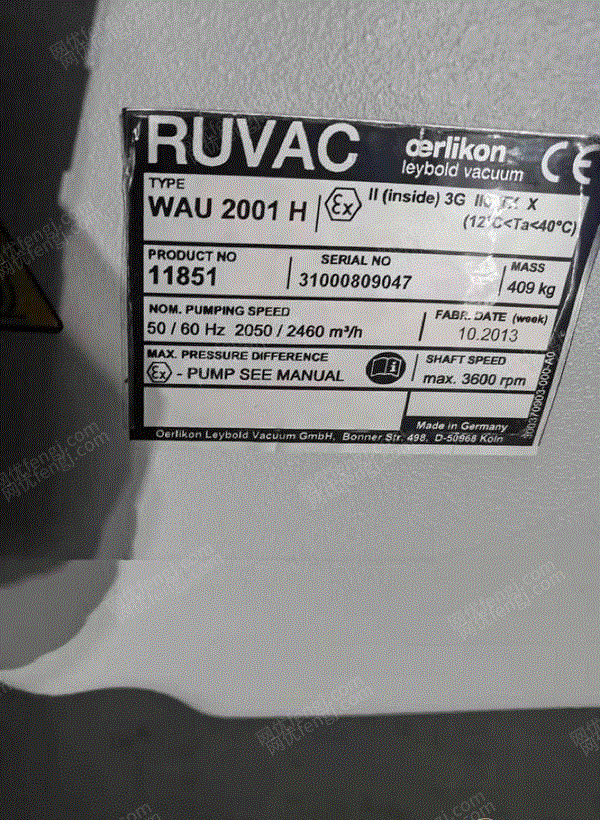 RUVAC
œrlikon
leybold vacuum
CE
TYPE
WAU 2001 H
Ex II (inside) 3G X
(12°C<Ta<40°C)
PRODUCT NO
11851
SERIAL NO
31000809047
MASS
409 kg
NOM. PUMPING SPEED
50 / 60 Hz 2050 / 2460 m³/h
FABR. DATE (week)
10.2013
MAX. PRESSURE DIFFERENCE
Ex - PUMP SEE MANUAL
SHAFT SPEED
max. 3600 rpm
Made in Germany
Oerlikon Leybold Vacuum GmbH, Bonner Str. 498, D-50968 Köln